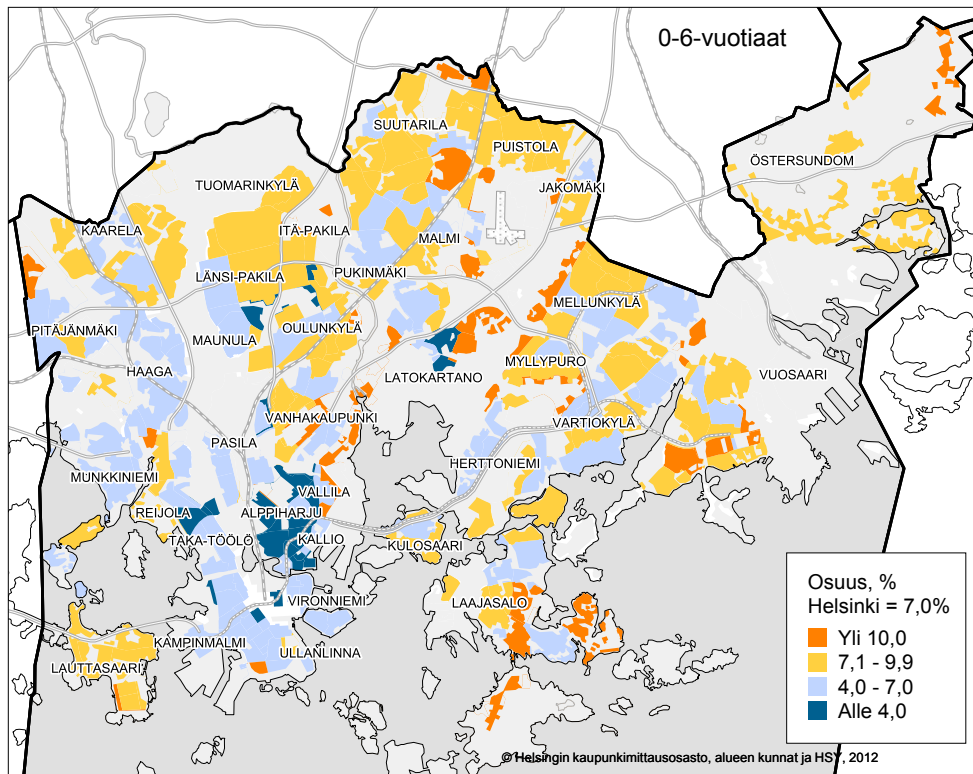 0-6-vuotiaat
SUUTARILA
PUISTOLA
ÖSTERSUNDOM
TUOMARINKYLÄ
JAKOMÄKI
KAARELA
ITÄ-PAKILA
MALMI
LÄNSI-PAKILA
PUKINMÄKI
MELLUNKYLÄ
PITÄJÄNMÄKI
MAUNULA
OULUNKYLÄ
HAAGA
MYLLYPURO
LATOKARTANO
VUOSAARI
VANHAKAUPUNKI
VARTIOKYLÄ
PASILA
HERTTONIEMI
MUNKKINIEMI
VALLILA
REIJOLA
ALPPIHARJU
TAKA-TÖÖLÖ
KALLIO
KULOSAARI
VIRONNIEMI
LAAJASALO
KAMPINMALMI
ULLANLINNA
LAUTTASAARI
Osuus, %
Helsinki = 7,0%
Yli 10,0
7,1 - 9,9
4,0 - 7,0
Alle 4,0
© Helsingin kaupunkimittausosasto, alueen kunnat ja HSY, 2012